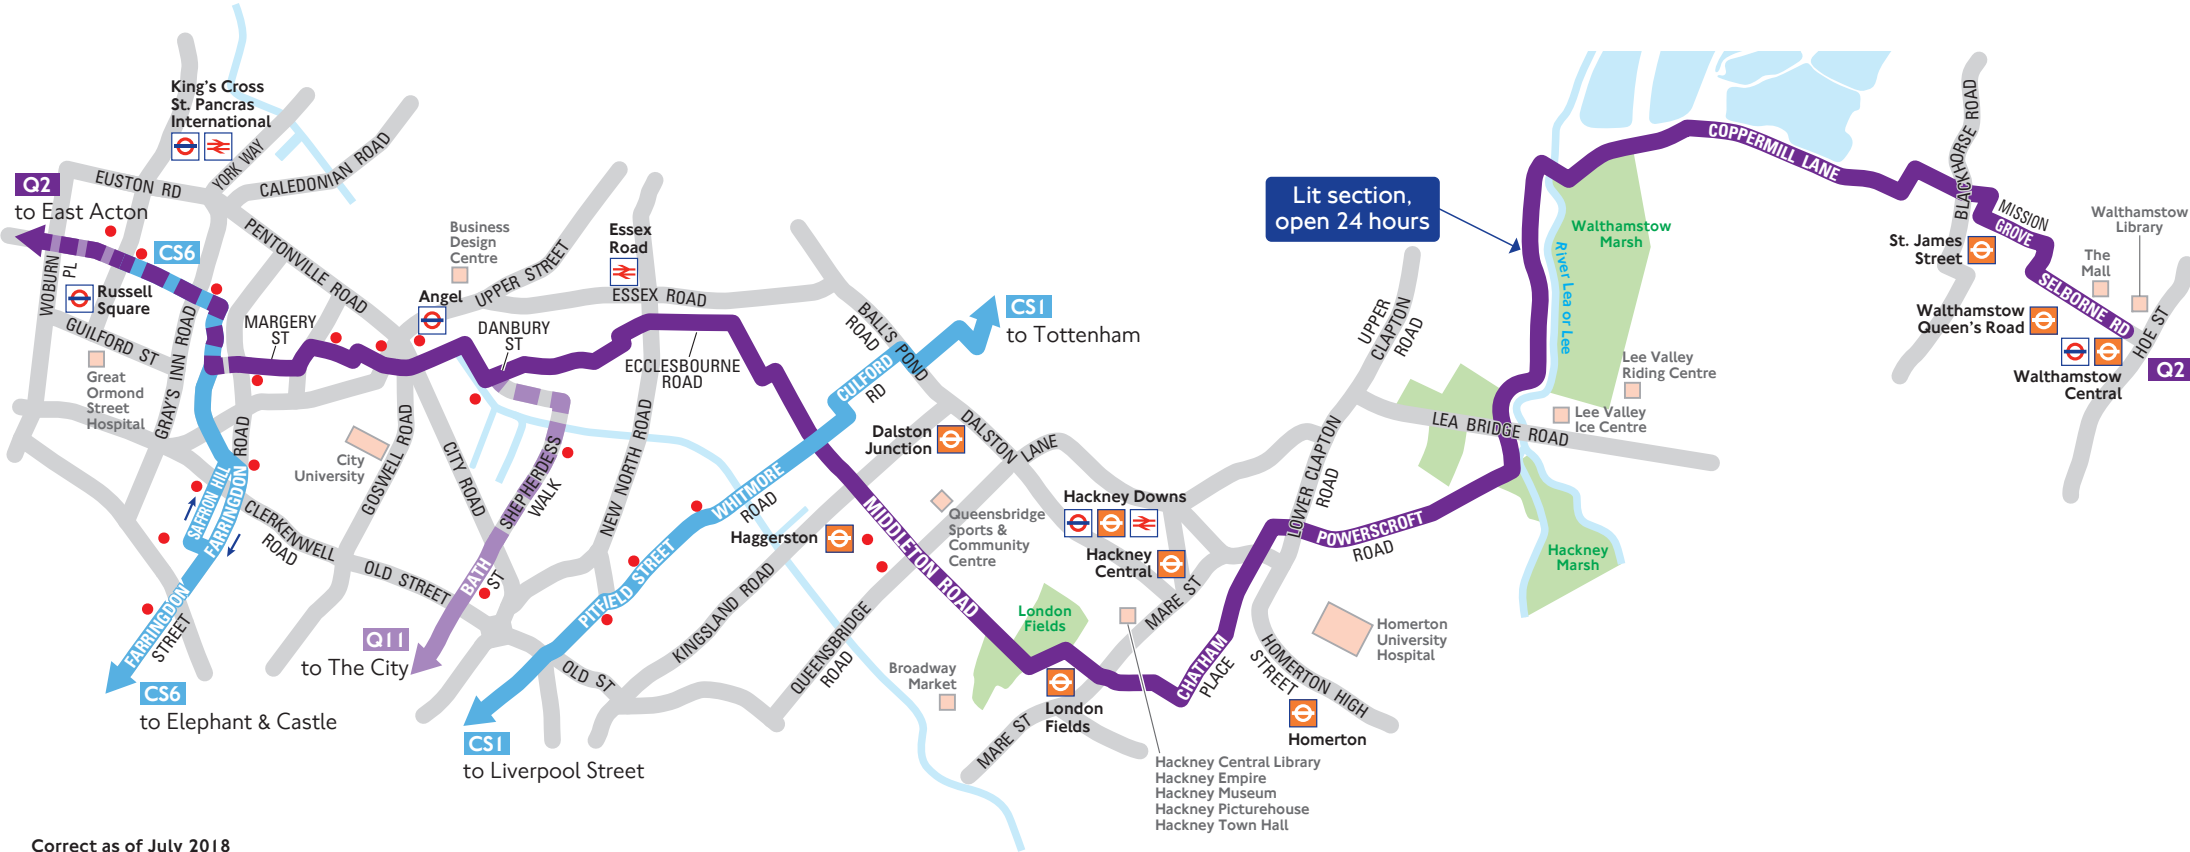 King's Cross
St. Pancras
International
YORK WAY
CALEDONIAN ROAD
EUSTON RD
Q2
to East Acton
CS6
WOBURN
PL
Russell
Square
GUILFORD ST
Great
Ormond
Street
Hospital
GRAY'S INN ROAD
PENTONVILLE ROAD
MARGERY
ST
Angel
Business
Design
Centre
UPPER STREET
Essex
Road
ESSEX ROAD
DANBURY
ST
ECCLESBOURNE
ROAD
City
University
GOSWELL ROAD
CITY ROAD
SHEPHERDESS
WALK
NEW NORTH ROAD
FARRINGDON
ROAD
SAFFRON HILL
CLERKENWELL
ROAD
OLD STREET
BATH
ST
FARRINGDON
STREET
CS6
to Elephant & Castle
Q11
to The City
PITFIELD STREET
WHITMORE
ROAD
OLD ST
CS1
to Liverpool Street
KINGSLAND ROAD
QUEENSBRIDGE
ROAD
Haggerston
BALL'S POND
ROAD
CULFORD
RD
CS1
to Tottenham
Dalston
Junction
DALSTON
LANE
Queensbridge
Sports &
Community
Centre
MIDDLETON ROAD
Hackney Downs
Hackney
Central
London
Fields
Broadway
Market
London
Fields
MARE ST
MARE ST
CHATHAM
PLACE
Hackney Central Library
Hackney Empire
Hackney Museum
Hackney Picturehouse
Hackney Town Hall
Homerton
HOMERTON HIGH
STREET
Homerton
University
Hospital
UPPER
CLAPTON
ROAD
LOWER CLAPTON
ROAD
POWERSCROFT
ROAD
LEA BRIDGE ROAD
Lit section,
open 24 hours
River Lea or Lee
Walthamstow
Marsh
Hackney
Marsh
Lee Valley
Riding Centre
Lee Valley
Ice Centre
COPPERMILL LANE
BLACKHORSE ROAD
MISSION
GROVE
St. James
Street
SELBORNE RD
The
Mall
Walthamstow
Library
Walthamstow
Queen's Road
HOE ST
Walthamstow
Central
Q2
Correct as of July 2018